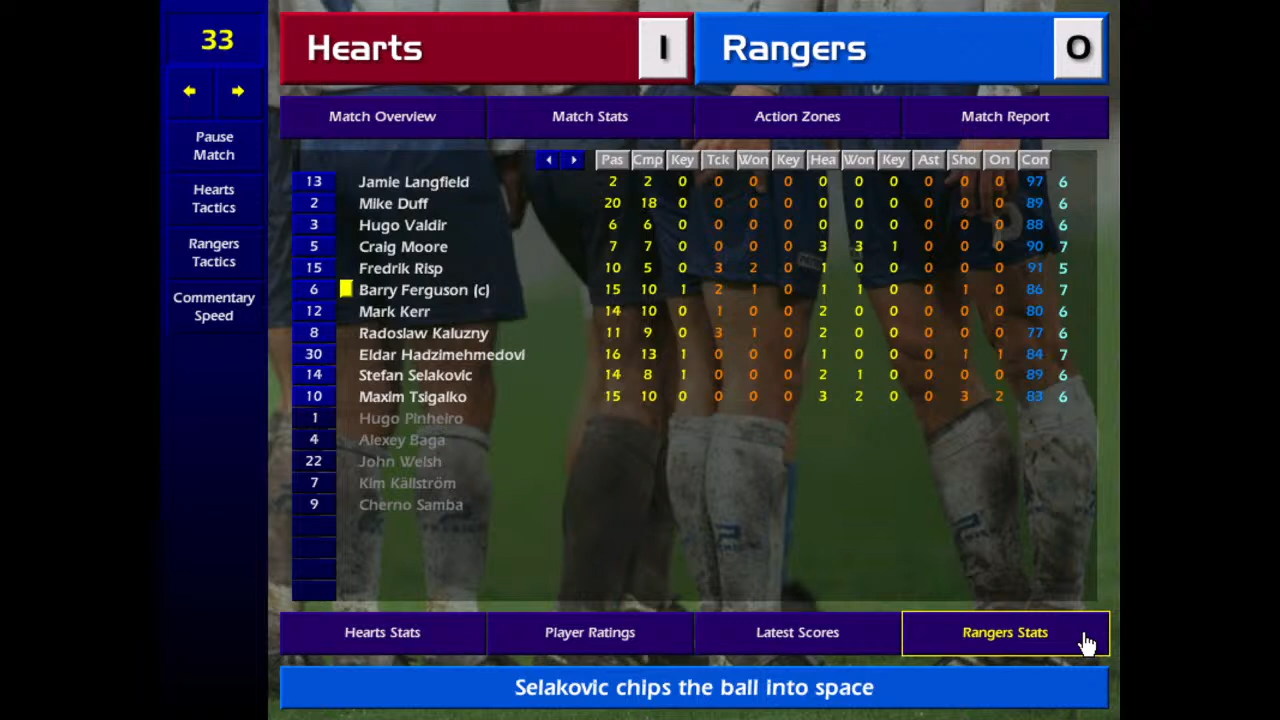 33
Hearts 1 Rangers 0
Match Overview Match Stats Action Zones Match Report
Pause Match
Hearts Tactics
Rangers Tactics
Commentary Speed
Pas Cmp Key Tck Won Key Hea Won Key Ast Sho On Con
13 Jamie Langfield 2 2 0 0 0 0 0 0 0 0 0 0 97 6
2 Mike Duff 20 18 0 0 0 0 0 0 0 0 0 0 89 6
3 Hugo Valdir 6 6 0 0 0 0 0 0 0 0 0 0 88 6
5 Craig Moore 7 7 0 0 0 0 3 3 1 0 0 0 90 7
15 Fredrik Risp 10 5 0 3 2 0 1 0 0 0 0 0 91 5
6 Barry Ferguson (c) 15 10 1 2 1 0 1 1 0 0 1 0 86 7
12 Mark Kerr 14 10 0 1 0 0 2 0 0 0 0 0 80 6
8 Radoslaw Kaluzny 11 9 0 3 1 0 2 0 0 0 0 0 77 6
30 Eldar Hadzimehmedovi 16 13 1 0 0 0 1 0 0 0 1 1 84 7
14 Stefan Selakovic 14 8 1 0 0 0 2 1 0 0 0 0 89 6
10 Maxim Tsigalko 15 10 0 0 0 0 3 2 0 0 3 2 83 6
1 Hugo Pinheiro
4 Alexey Baga
22 John Welsh
7 Kim Källström
9 Cherno Samba
Hearts Stats Player Ratings Latest Scores Rangers Stats
Selakovic chips the ball into space